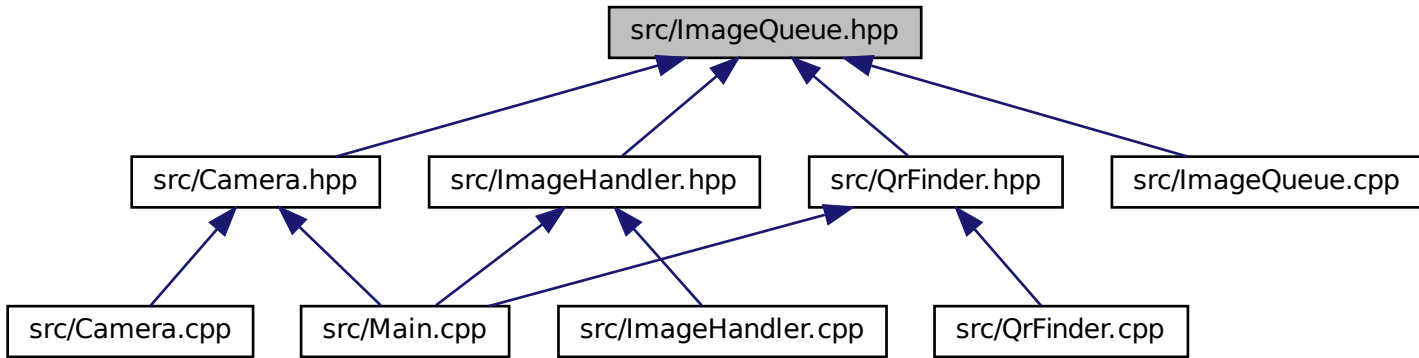 src/ImageQueue.hpp
src/Camera.hpp
src/ImageHandler.hpp
src/QrFinder.hpp
src/ImageQueue.cpp
src/Camera.cpp
src/Main.cpp
src/ImageHandler.cpp
src/QrFinder.cpp